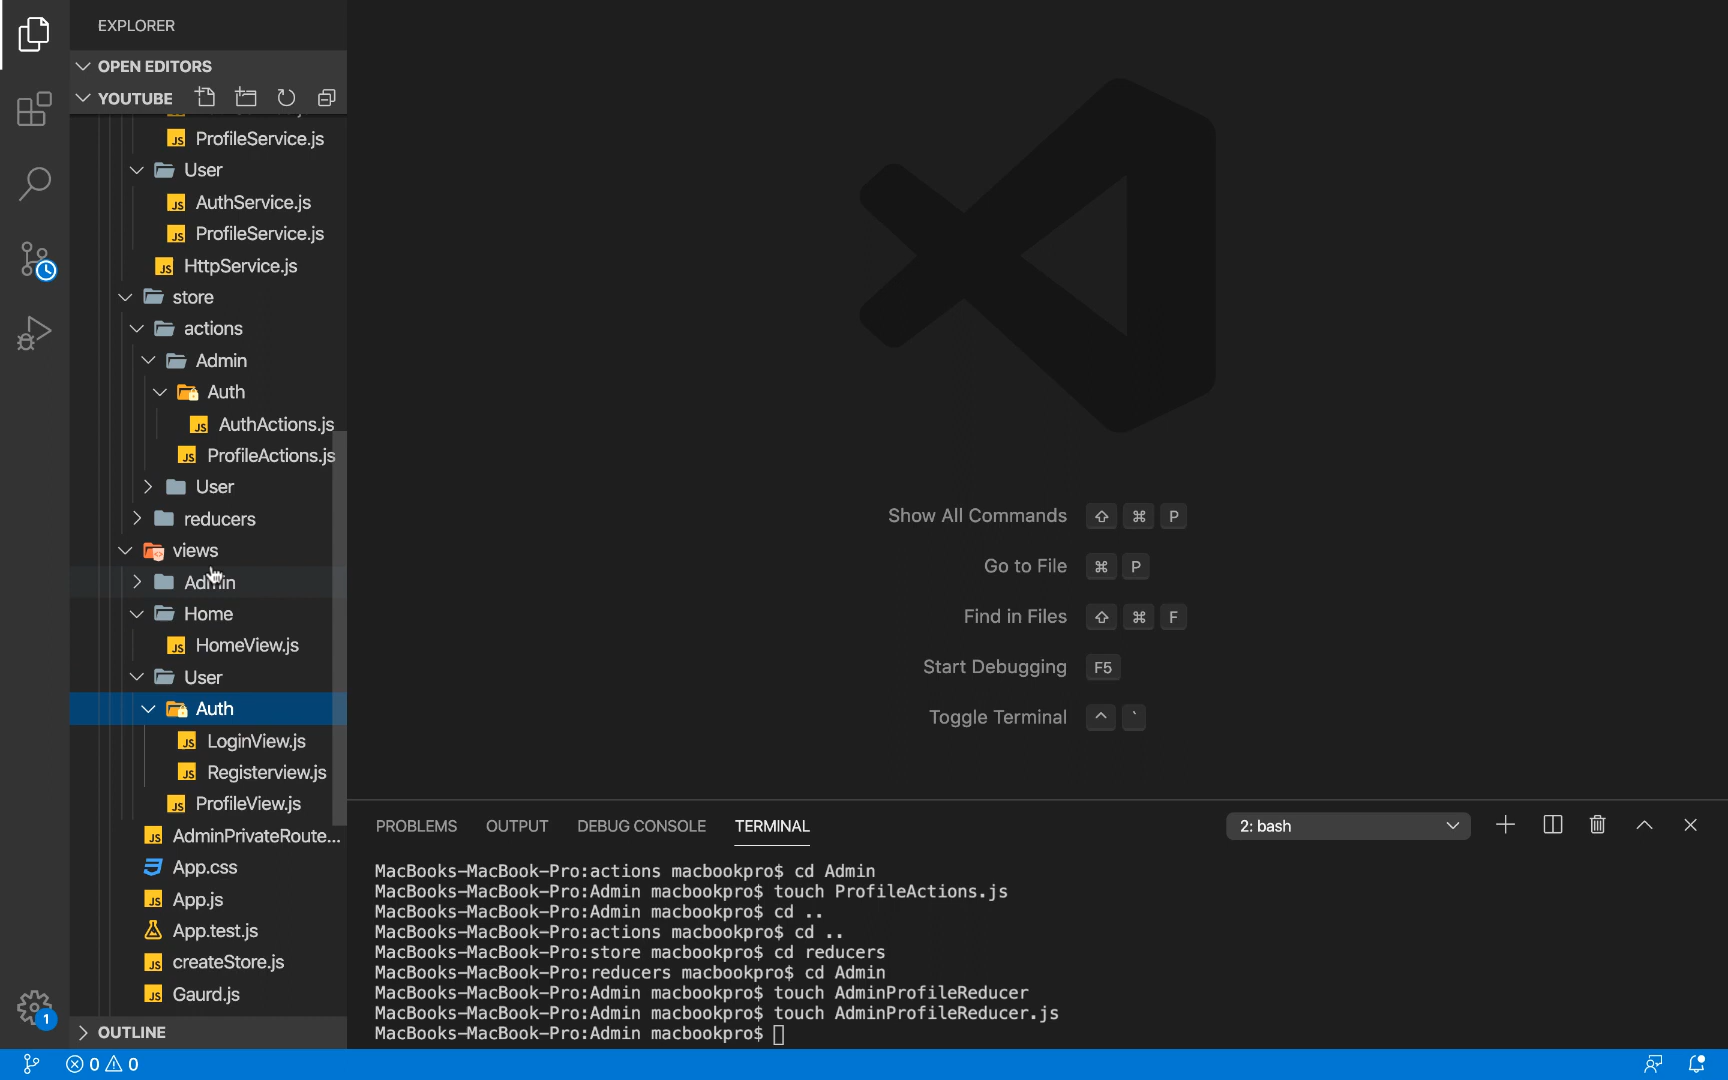 EXPLORER
OPEN EDITORS
YOUTUBE
ProfileService.js
User
AuthService.js
ProfileService.js
HttpService.js
store
actions
Admin
Auth
AuthActions.js
ProfileActions.js
User
reducers
views
Admin
Home
HomeView.js
User
Auth
LoginView.js
Registerview.js
ProfileView.js
AdminPrivateRoute...
App.css
App.js
App.test.js
createStore.js
Gaurd.js
OUTLINE
Show All Commands ⇧ ⌘ P
Go to File ⌘ P
Find in Files ⇧ ⌘ F
Start Debugging F5
Toggle Terminal ^ `
PROBLEMS OUTPUT DEBUG CONSOLE TERMINAL 2: bash
MacBooks-MacBook-Pro:actions macbookpro$ cd Admin
MacBooks-MacBook-Pro:Admin macbookpro$ touch ProfileActions.js
MacBooks-MacBook-Pro:Admin macbookpro$ cd ..
MacBooks-MacBook-Pro:actions macbookpro$ cd ..
MacBooks-MacBook-Pro:store macbookpro$ cd reducers
MacBooks-MacBook-Pro:reducers macbookpro$ cd Admin
MacBooks-MacBook-Pro:Admin macbookpro$ touch AdminProfileReducer
MacBooks-MacBook-Pro:Admin macbookpro$ touch AdminProfileReducer.js
MacBooks-MacBook-Pro:Admin macbookpro$
1
0 0